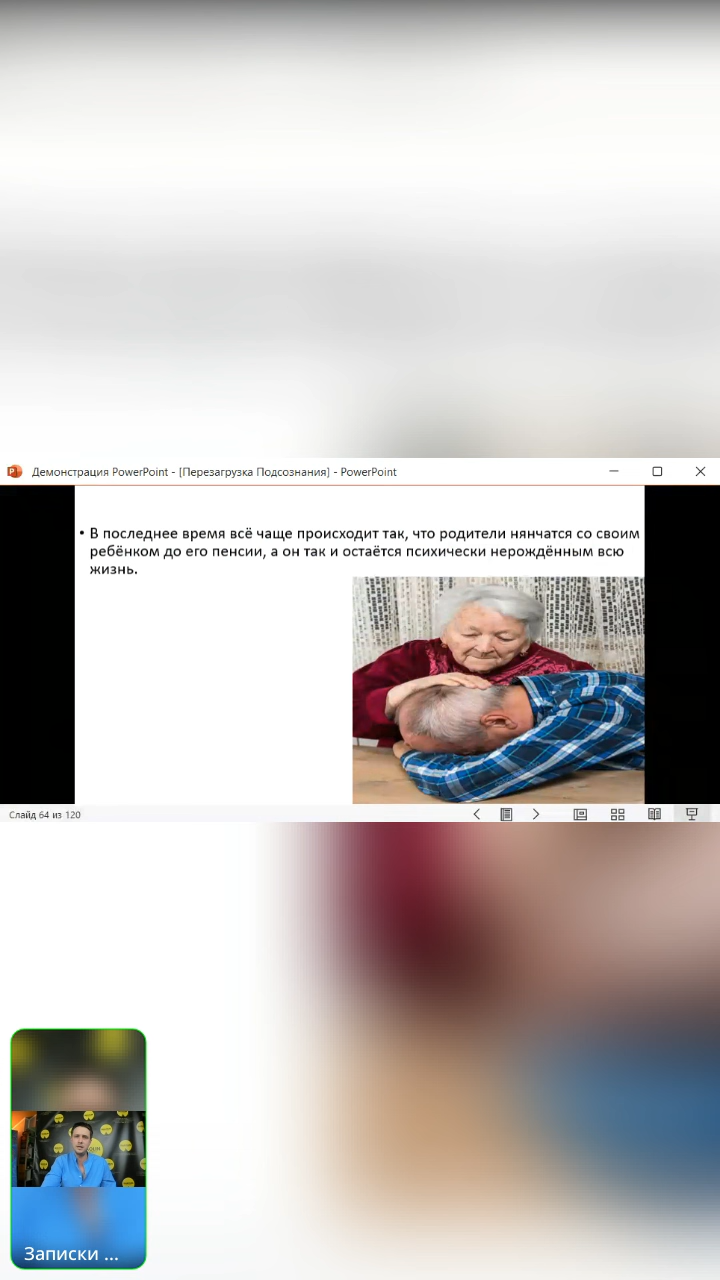 Демонстрация PowerPoint - [Перезагрузка Подсознания] - PowerPoint
• В последнее время всё чаще происходит так, что родители нянчатся со своим
ребёнком до его пенсии, а он так и остаётся психически нерождённым всю
жизнь.
Слайд 64 из 120
Записки ...